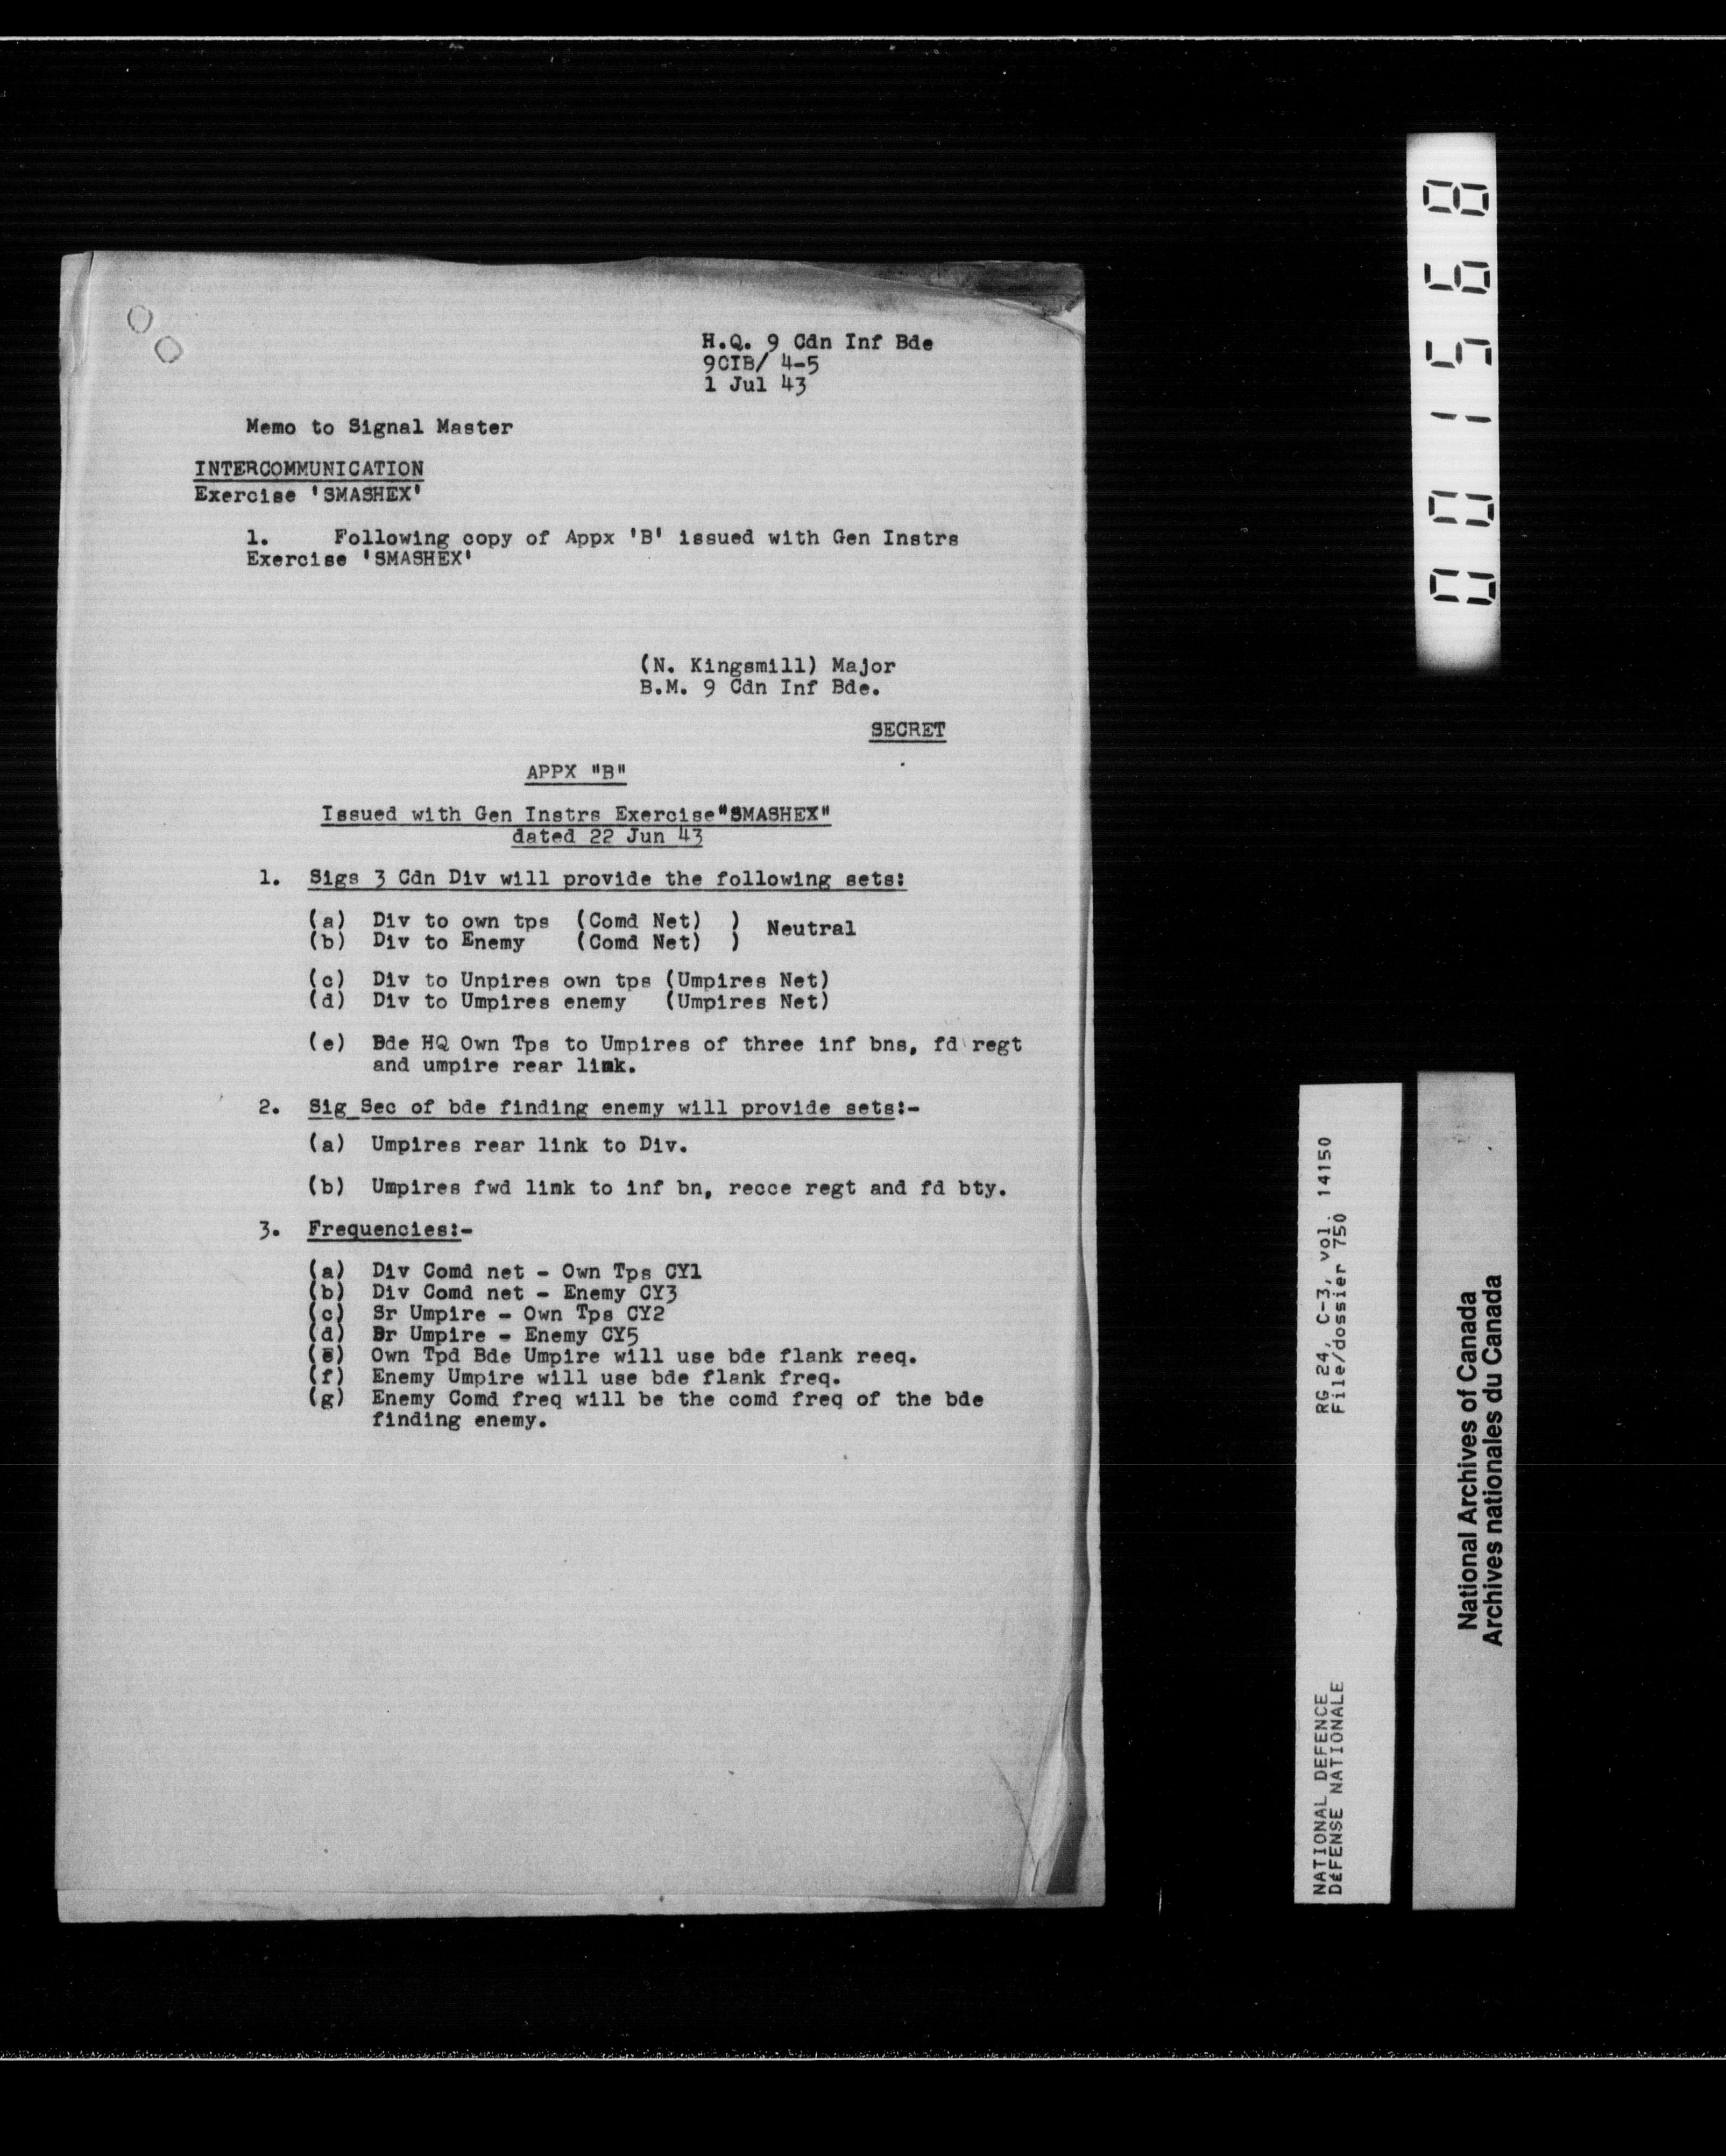 H.Q. 9 Cdn Inf Bde
9CIB/ 4-5
1 Jul 43
Memo to Signal Master
INTERCOMMUNICATION
Exercise 'SMASHEX'
1. Following copy of Appx 'B' issued with Gen Instrs
Exercise 'SMASHEX'
(N. Kingsmill) Major
B.M. 9 Cdn Inf Bde.
SECRET
APPX "B"
Issued with Gen Instrs Exercise "SMASHEX"
dated 22 Jun 43
1. Sigs 3 Cdn Div will provide the following sets:
(a) Div to own tps (Comd Net) ) Neutral
(b) Div to Enemy (Comd Net) )
(c) Div to Unpires own tps (Umpires Net)
(d) Div to Umpires enemy (Umpires Net)
(e) Bde HQ Own Tps to Umpires of three inf bns, fd regt
and umpire rear link.
2. Sig Sec of bde finding enemy will provide sets:-
(a) Umpires rear link to Div.
(b) Umpires fwd link to inf bn, recce regt and fd bty.
3. Frequencies:-
(a) Div Comd net - Own Tps CY1
(b) Div Comd net - Enemy CY3
(c) Sr Umpire - Own Tps CY2
(d) Sr Umpire - Enemy CY5
(e) Own Tpd Bde Umpire will use bde flank reeq.
(f) Enemy Umpire will use bde flank freq.
(g) Enemy Comd freq will be the comd freq of the bde
finding enemy.
001568
RG 24, C-3, vol. 14150
File/dossier 750
NATIONAL DEFENCE
DÉFENSE NATIONALE
National Archives of Canada
Archives nationales du Canada